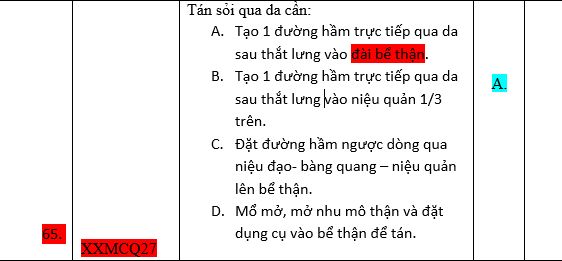 Tán sỏi qua da cần:
A. Tạo 1 đường hầm trực tiếp qua da
sau thắt lưng vào đài bể thận.
B. Tạo 1 đường hầm trực tiếp qua da
sau thắt lưng vào niệu quản 1/3
trên.
C. Đặt đường hầm ngược dòng qua
niệu đạo- bàng quang – niệu quản
lên bể thận.
D. Mổ mở, mở nhu mô thận và đặt
dụng cụ vào bể thận để tán.
A.
65.
XXMCQ27